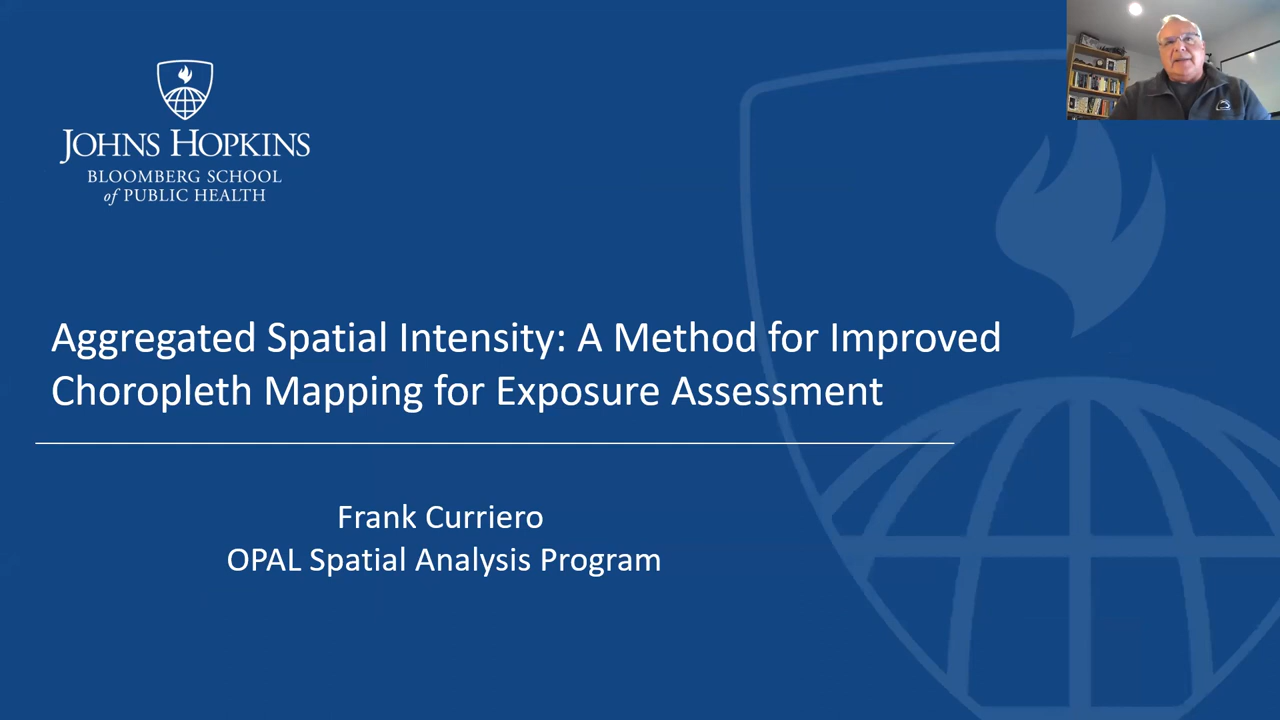 JOHNS HOPKINS
BLOOMBERG SCHOOL
of PUBLIC HEALTH
Aggregated Spatial Intensity: A Method for Improved
Choropleth Mapping for Exposure Assessment
Frank Curriero
OPAL Spatial Analysis Program